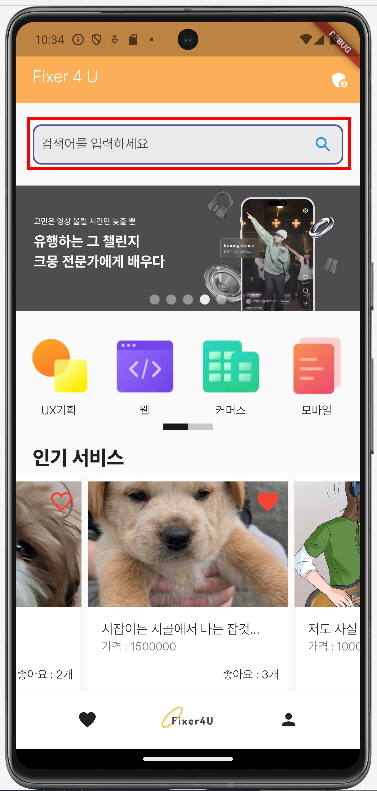 10:34
DEBUG
Fixer 4 U
검색어를 입력하세요
고민은 영상 올릴 시간만 늦출 뿐
유행하는 그 챌린지
크몽 전문가에게 배우다
UX기획
웹
커머스
모바일
인기 서비스
시잡이는 시골에서 나는 잡것...
저도 사실
가격 : 1500000
가격 : 1000
좋아요 : 2개
좋아요 : 3개
Fixer4U